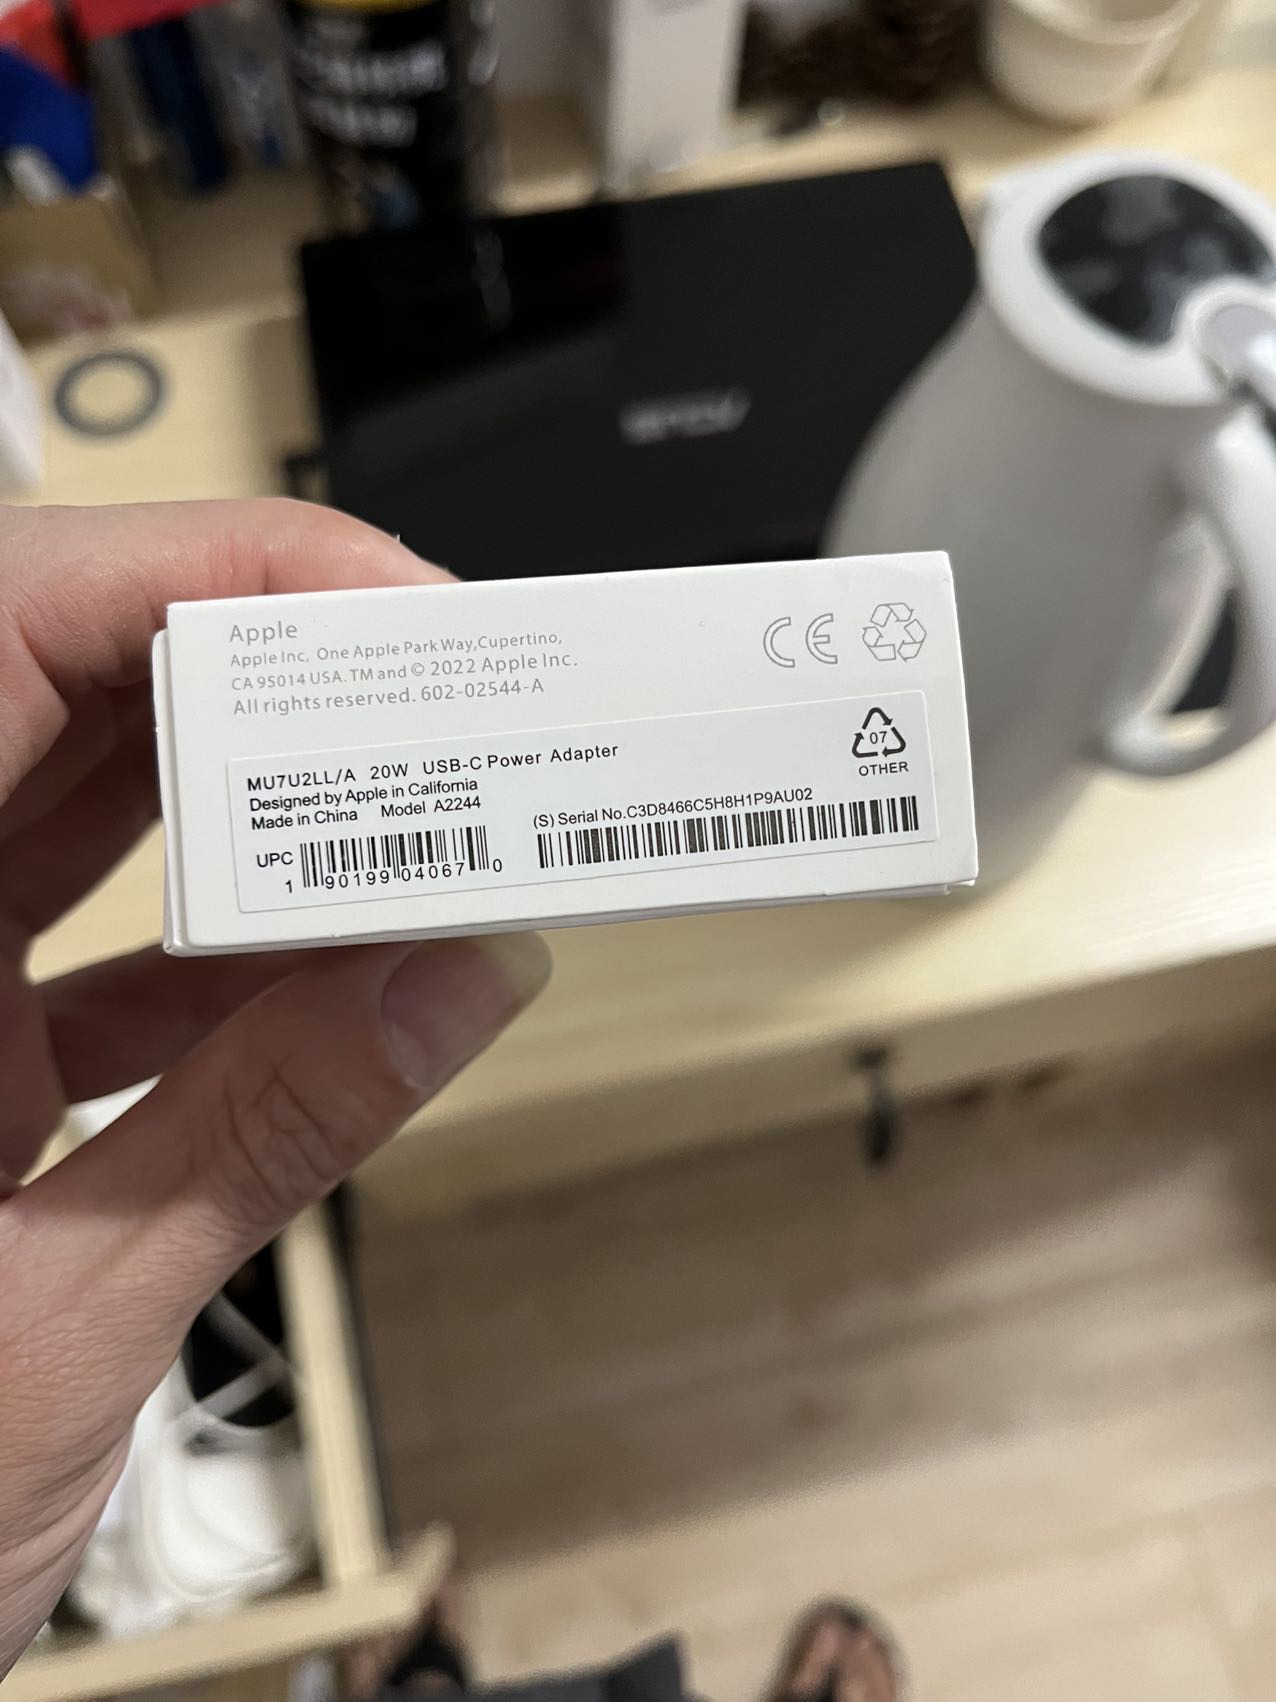 Apple
Apple Inc, One Apple Park Way,Cupertino,
CA 95014 USA. TM and © 2022 Apple Inc.
All rights reserved. 602-02544-A
CE
MU7U2LL/A 20W USB-C Power Adapter
Designed by Apple in California
Made in China Model A2244
07
OTHER
(S) Serial No.C3D8466C5H8H1P9AU02
UPC
1 90199 04067 0